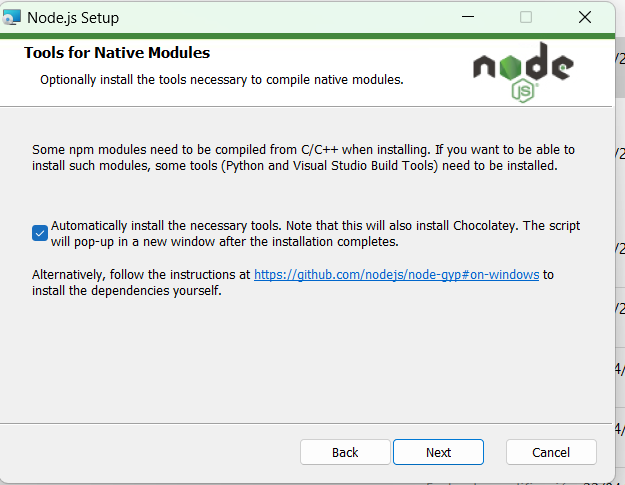 Node.js Setup
Tools for Native Modules
Optionally install the tools necessary to compile native modules.
node
JS
Some npm modules need to be compiled from C/C++ when installing. If you want to be able to
install such modules, some tools (Python and Visual Studio Build Tools) need to be installed.
Automatically install the necessary tools. Note that this will also install Chocolatey. The script
will pop-up in a new window after the installation completes.
Alternatively, follow the instructions at https://github.com/nodejs/node-gyp#on-windows to
install the dependencies yourself.
Back
Next
Cancel